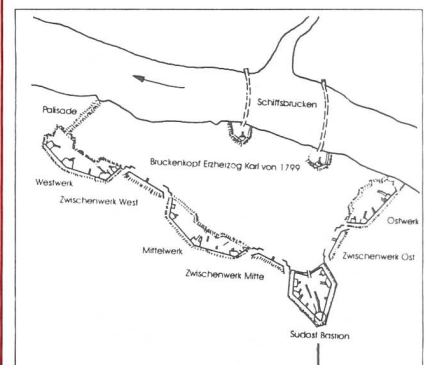 Schiffsbrucken
Palisade
Bruckenkopf Erzherzog Karl von 1799
Westwerk
Zwischenwerk West
Ostwerk
Mittelwerk
Zwischenwerk Ost
Zwischenwerk Mitte
Sudost Bastion